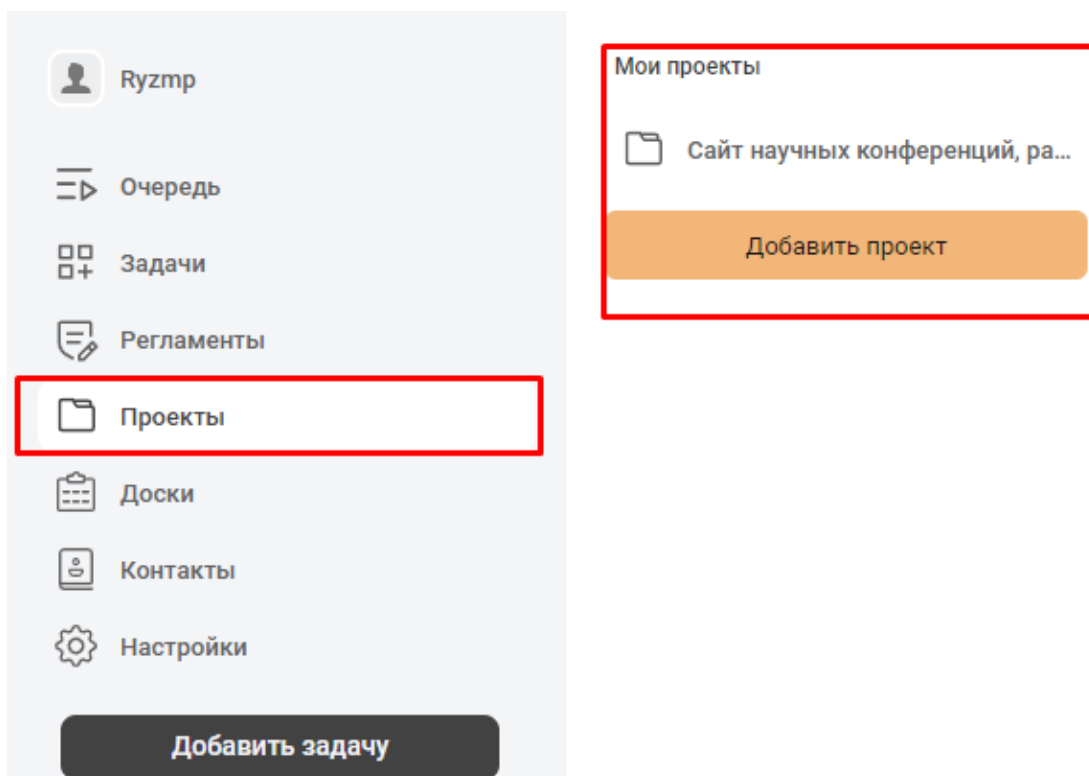 Ryzmp
Очередь
Задачи
Регламенты
Проекты
Доски
Контакты
Настройки
Добавить задачу
Мои проекты
Сайт научных конференций, ра...
Добавить проект